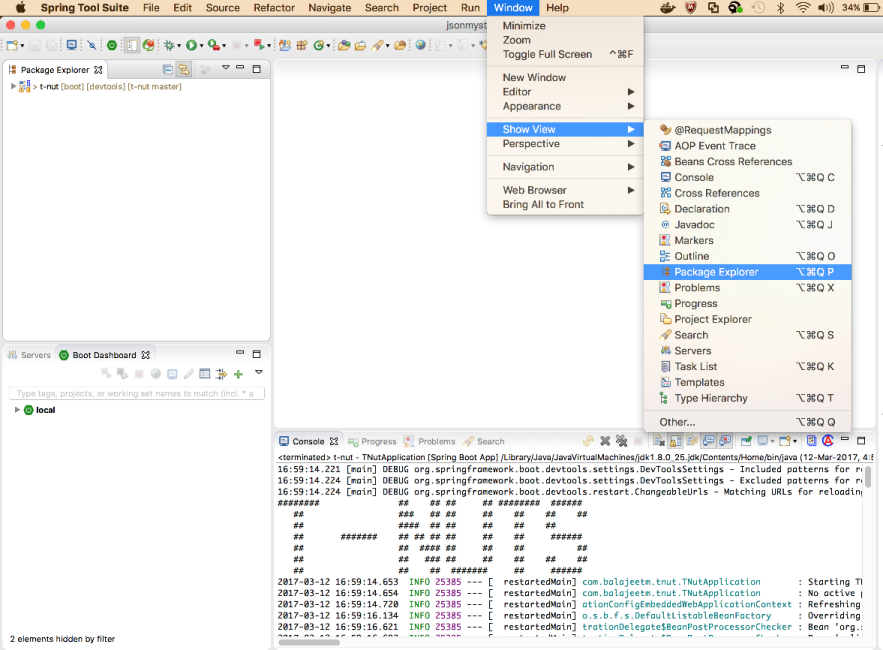 Spring Tool Suite File Edit Source Refactor Navigate Search Project Run Window Help 34%
jsonmyst
Minimize
Zoom
Toggle Full Screen ^⌘F
New Window
Editor
Appearance
Show View
Perspective
Navigation
Web Browser
Bring All to Front
@RequestMappings
AOP Event Trace
Beans Cross References
Console ⌥⌘Q C
Cross References
Declaration ⌥⌘Q D
Javadoc ⌥⌘Q J
Markers
Outline ⌥⌘Q O
Package Explorer ⌥⌘Q P
Problems ⌥⌘Q X
Progress
Project Explorer
Search ⌥⌘Q S
Servers
Task List ⌥⌘Q K
Templates
Type Hierarchy ⌥⌘Q T
Other... ⌥⌘Q Q
Package Explorer
> t-nut [boot] [devtools] [t-nut master]
Servers Boot Dashboard
Type tags, projects, or working set names to match (incl. * a
local
2 elements hidden by filter
Console Progress Problems Search
<terminated> t-nut - TNutApplication [Spring Boot App] /Library/Java/JavaVirtualMachines/jdk1.8.0_25.jdk/Contents/Home/bin/java (12-Mar-2017, 4:5
16:59:14.221 [main] DEBUG org.springframework.boot.devtools.settings.DevToolsSettings - Included patterns for re
16:59:14.224 [main] DEBUG org.springframework.boot.devtools.settings.DevToolsSettings - Excluded patterns for re
16:59:14.224 [main] DEBUG org.springframework.boot.devtools.restart.ChangeableUrls - Matching URLs for reloading
######## ## ## ## ## ## ######## ######
## ### ## ## ## ## ## ## ##
## #### ## ## ## ## ##
## ####### ## ## ## ## ## ## ######
## ## #### ## ## ## ##
## ## ### ## ## ## ## ##
## ## ## ####### ## ######
2017-03-12 16:59:14.653 INFO 25385 --- [ restartedMain] com.balajeetm.tnut.TNutApplication : Starting TN
2017-03-12 16:59:14.654 INFO 25385 --- [ restartedMain] com.balajeetm.tnut.TNutApplication : No active p
2017-03-12 16:59:14.720 INFO 25385 --- [ restartedMain] ationConfigEmbeddedWebApplicationContext : Refreshing
2017-03-12 16:59:16.134 INFO 25385 --- [ restartedMain] o.s.b.f.s.DefaultListableBeanFactory : Overriding
2017-03-12 16:59:16.621 INFO 25385 --- [ restartedMain] trationDelegate$BeanPostProcessorChecker : Bean 'org.s